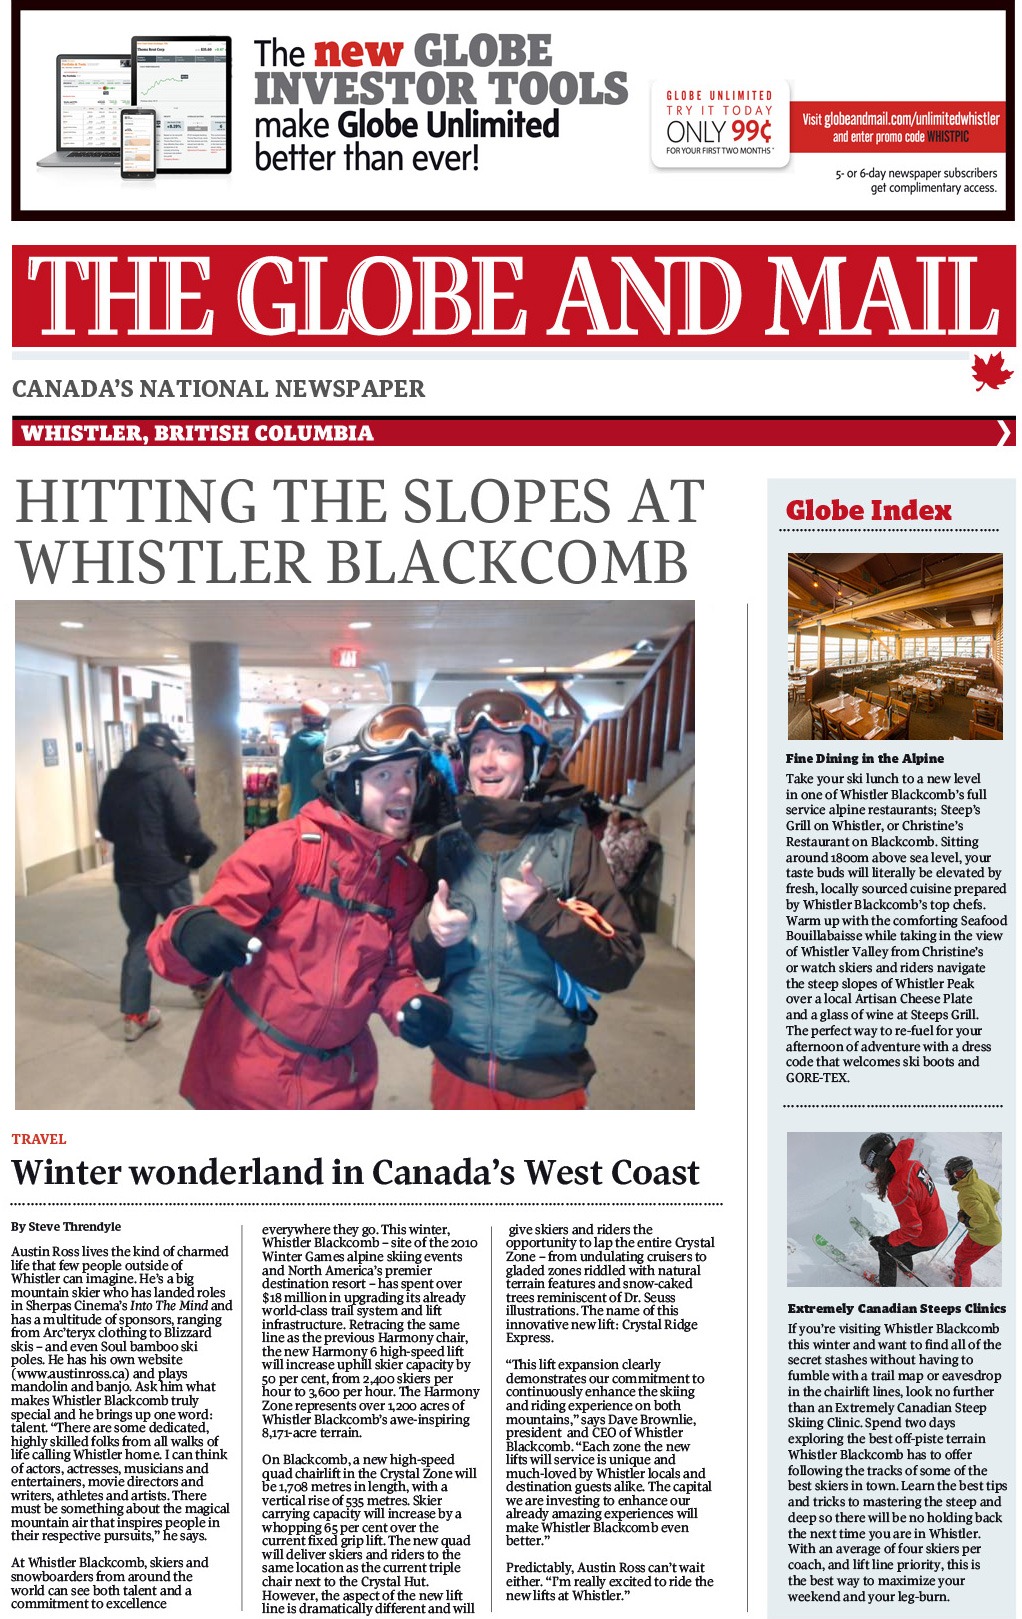 The new GLOBE
INVESTOR TOOLS
make Globe Unlimited
better than ever!
GLOBE UNLIMITED
TRY IT TODAY
ONLY 99¢
FOR YOUR FIRST TWO MONTHS*
Visit globeandmail.com/unlimitedwhistler
and enter promo code WHISTPIC
5- or 6-day newspaper subscribers
get complimentary access.
THE GLOBE AND MAIL
CANADA'S NATIONAL NEWSPAPER
WHISTLER, BRITISH COLUMBIA
HITTING THE SLOPES AT
WHISTLER BLACKCOMB
EXIT
TRAVEL
Winter wonderland in Canada's West Coast
By Steve Threndyle
Austin Ross lives the kind of charmed
life that few people outside of
Whistler can imagine. He's a big
mountain skier who has landed roles
in Sherpas Cinema's Into The Mind and
has a multitude of sponsors, ranging
from Arc'teryx clothing to Blizzard
skis – and even Soul bamboo ski
poles. He has his own website
(www.austinross.ca) and plays
mandolin and banjo. Ask him what
makes Whistler Blackcomb truly
special and he brings up one word:
talent. "There are some dedicated,
highly skilled folks from all walks of
life calling Whistler home. I can think
of actors, actresses, musicians and
entertainers, movie directors and
writers, athletes and artists. There
must be something about the magical
mountain air that inspires people in
their respective pursuits," he says.
At Whistler Blackcomb, skiers and
snowboarders from around the
world can see both talent and a
commitment to excellence
everywhere they go. This winter,
Whistler Blackcomb – site of the 2010
Winter Games alpine skiing events
and North America's premier
destination resort – has spent over
$18 million in upgrading its already
world-class trail system and lift
infrastructure. Retracing the same
line as the previous Harmony chair,
the new Harmony 6 high-speed lift
will increase uphill skier capacity by
50 per cent, from 2,400 skiers per
hour to 3,600 per hour. The Harmony
Zone represents over 1,200 acres of
Whistler Blackcomb's awe-inspiring
8,171-acre terrain.
On Blackcomb, a new high-speed
quad chairlift in the Crystal Zone will
be 1,708 metres in length, with a
vertical rise of 535 metres. Skier
carrying capacity will increase by a
whopping 65 per cent over the
current fixed grip lift. The new quad
will deliver skiers and riders to the
same location as the current triple
chair next to the Crystal Hut.
However, the aspect of the new lift
line is dramatically different and will
give skiers and riders the
opportunity to lap the entire Crystal
Zone – from undulating cruisers to
gladed zones riddled with natural
terrain features and snow-caked
trees reminiscent of Dr. Seuss
illustrations. The name of this
innovative new lift: Crystal Ridge
Express.
"This lift expansion clearly
demonstrates our commitment to
continuously enhance the skiing
and riding experience on both
mountains," says Dave Brownlie,
president and CEO of Whistler
Blackcomb. "Each zone the new
lifts will service is unique and
much-loved by Whistler locals and
destination guests alike. The capital
we are investing to enhance our
already amazing experiences will
make Whistler Blackcomb even
better."
Predictably, Austin Ross can't wait
either. "I'm really excited to ride the
new lifts at Whistler."
Globe Index
Fine Dining in the Alpine
Take your ski lunch to a new level
in one of Whistler Blackcomb's full
service alpine restaurants; Steep's
Grill on Whistler, or Christine's
Restaurant on Blackcomb. Sitting
around 1800m above sea level, your
taste buds will literally be elevated by
fresh, locally sourced cuisine prepared
by Whistler Blackcomb's top chefs.
Warm up with the comforting Seafood
Bouillabaisse while taking in the view
of Whistler Valley from Christine's
or watch skiers and riders navigate
the steep slopes of Whistler Peak
over a local Artisan Cheese Plate
and a glass of wine at Steeps Grill.
The perfect way to re-fuel for your
afternoon of adventure with a dress
code that welcomes ski boots and
GORE-TEX.
Extremely Canadian Steeps Clinics
If you're visiting Whistler Blackcomb
this winter and want to find all of the
secret stashes without having to
fumble with a trail map or eavesdrop
in the chairlift lines, look no further
than an Extremely Canadian Steep
Skiing Clinic. Spend two days
exploring the best off-piste terrain
Whistler Blackcomb has to offer
following the tracks of some of the
best skiers in town. Learn the best tips
and tricks to mastering the steep and
deep so there will be no holding back
the next time you are in Whistler.
With an average of four skiers per
coach, and lift line priority, this is
the best way to maximize your
weekend and your leg-burn.